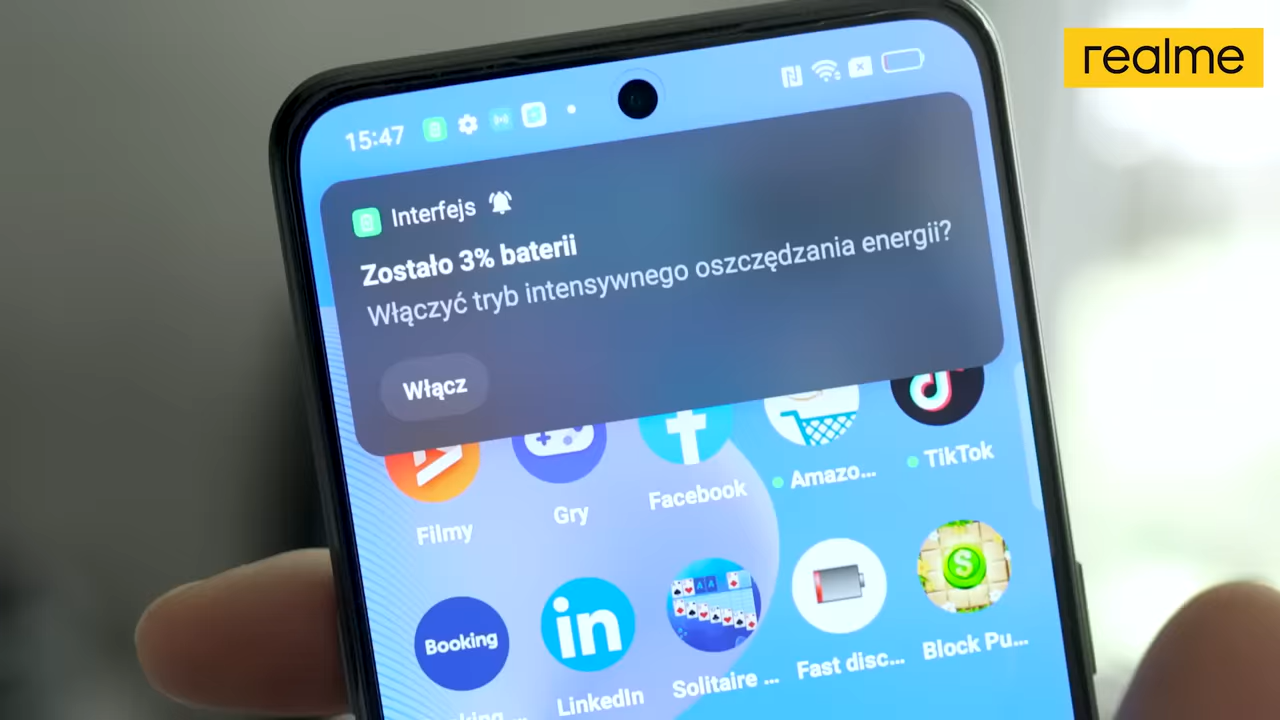 realme
15:47
Interfejs
Zostało 3% baterii
Włączyć tryb intensywnego oszczędzania energii?
Włącz
Filmy
Gry
Facebook
Amazo...
TikTok
Booking
LinkedIn
Solitaire ...
Fast disc...
Block Pu...